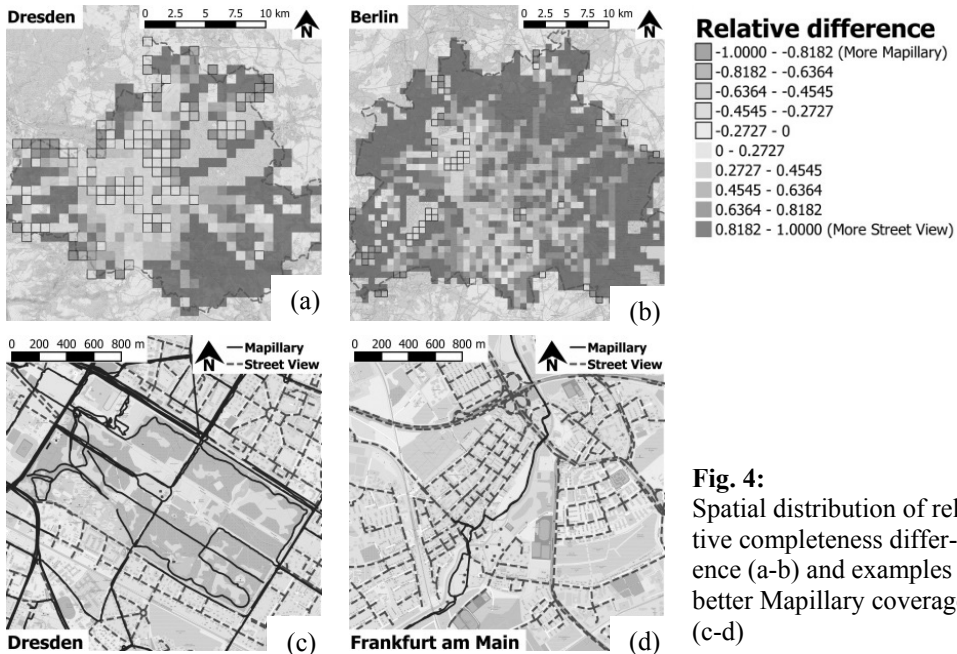 Dresden
0 2.5 5 7.5 10 km
N
(a)
Berlin
0 2.5 5 7.5 10 km
N
(b)
Relative difference
-1.0000 - -0.8182 (More Mapillary)
-0.8182 - -0.6364
-0.6364 - -0.4545
-0.4545 - -0.2727
-0.2727 - 0
0 - 0.2727
0.2727 - 0.4545
0.4545 - 0.6364
0.6364 - 0.8182
0.8182 - 1.0000 (More Street View)
0 200 400 600 800 m
N
Mapillary
Street View
Dresden
(c)
0 200 400 600 800 m
N
Mapillary
Street View
Frankfurt am Main
(d)
Fig. 4:
Spatial distribution of rel
tive completeness differ-
ence (a-b) and examples
better Mapillary coverag
(c-d)